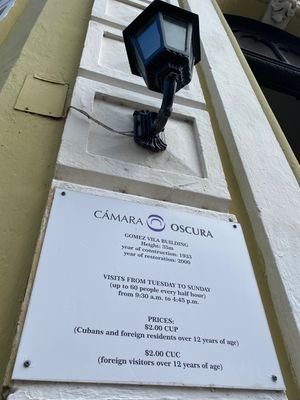 CÁMARA OSCURA
GOMEZ VILA BUILDING
Height: 35m
year of construction: 1933
year of restoration: 2000
VISITS FROM TUESDAY TO SUNDAY
(up to 60 people every half hour)
from 9:30 a.m. to 4:45 p.m.
PRICES:
$2.00 CUP
(Cubans and foreign residents over 12 years of age)
$2.00 CUC
(foreign visitors over 12 years of age)